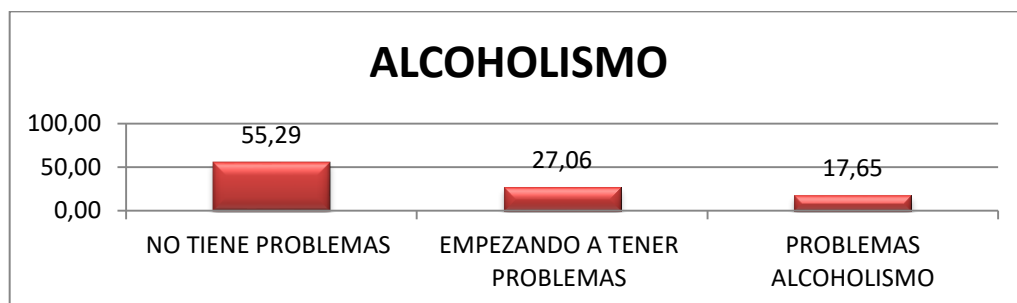 ALCOHOLISMO
100,00
50,00
0,00
55,29
27,06
17,65
NO TIENE PROBLEMAS
EMPEZANDO A TENER
PROBLEMAS
PROBLEMAS
ALCOHOLISMO